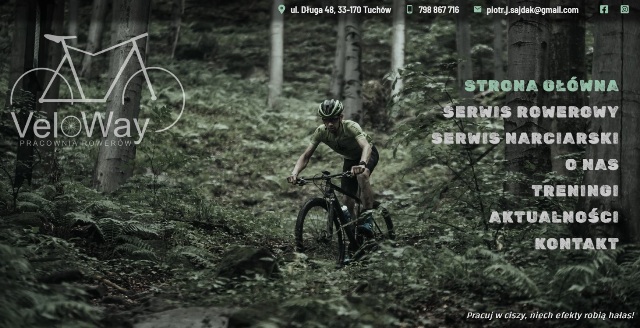 ul. Długa 48, 33-170 Tuchów 798 867 716 piotr.j.sajdak@gmail.com
VeloWay
PRACOWNIA ROWERÓW
STRONA GŁÓWNA
SERWIS ROWEROWY
SERWIS NARCIARSKI
O NAS
TRENINGI
AKTUALNOŚCI
KONTAKT
Pracuj w ciszy, niech efekty robią hałas!